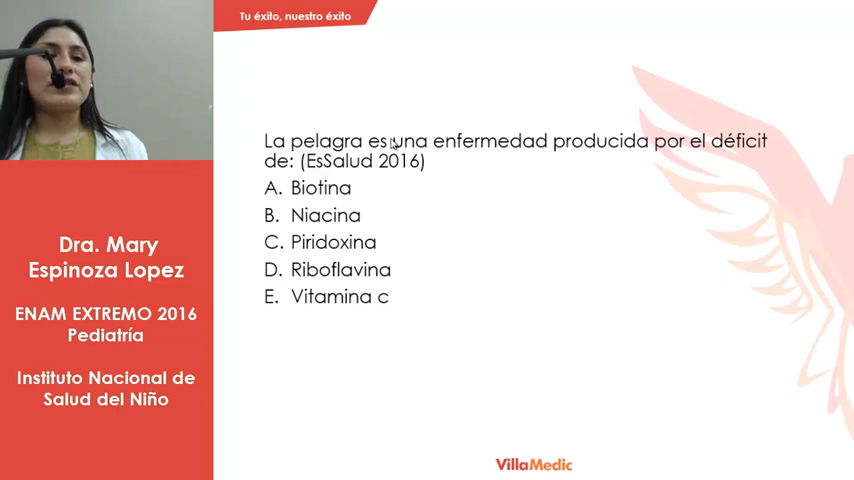 Tu éxito, nuestro éxito
La pelagra es una enfermedad producida por el déficit
de: (EsSalud 2016)
A. Biotina
B. Niacina
C. Piridoxina
D. Riboflavina
E. Vitamina c
Dra. Mary
Espinoza Lopez
ENAM EXTREMO 2016
Pediatría
Instituto Nacional de
Salud del Niño
VillaMedic